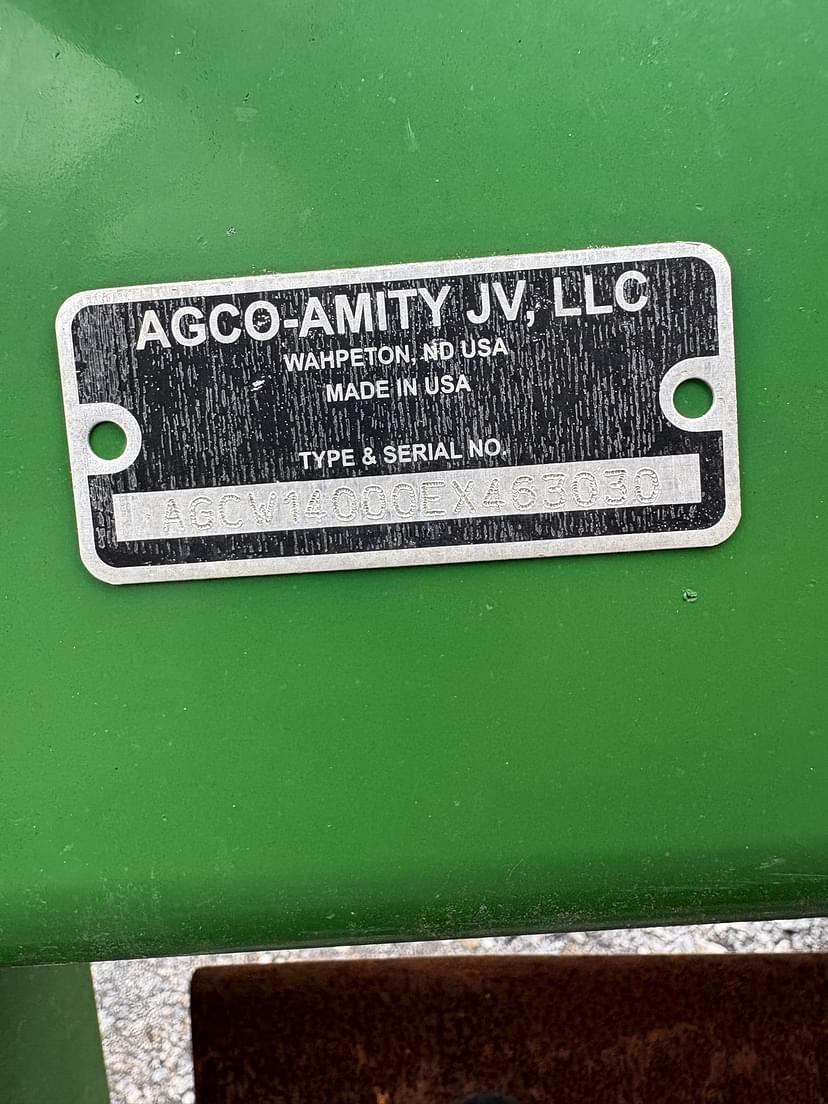 AGCO-AMITY JV, LLC
WAHPETON, ND USA
MADE IN USA
TYPE & SERIAL NO.
AGCW14000EX463030